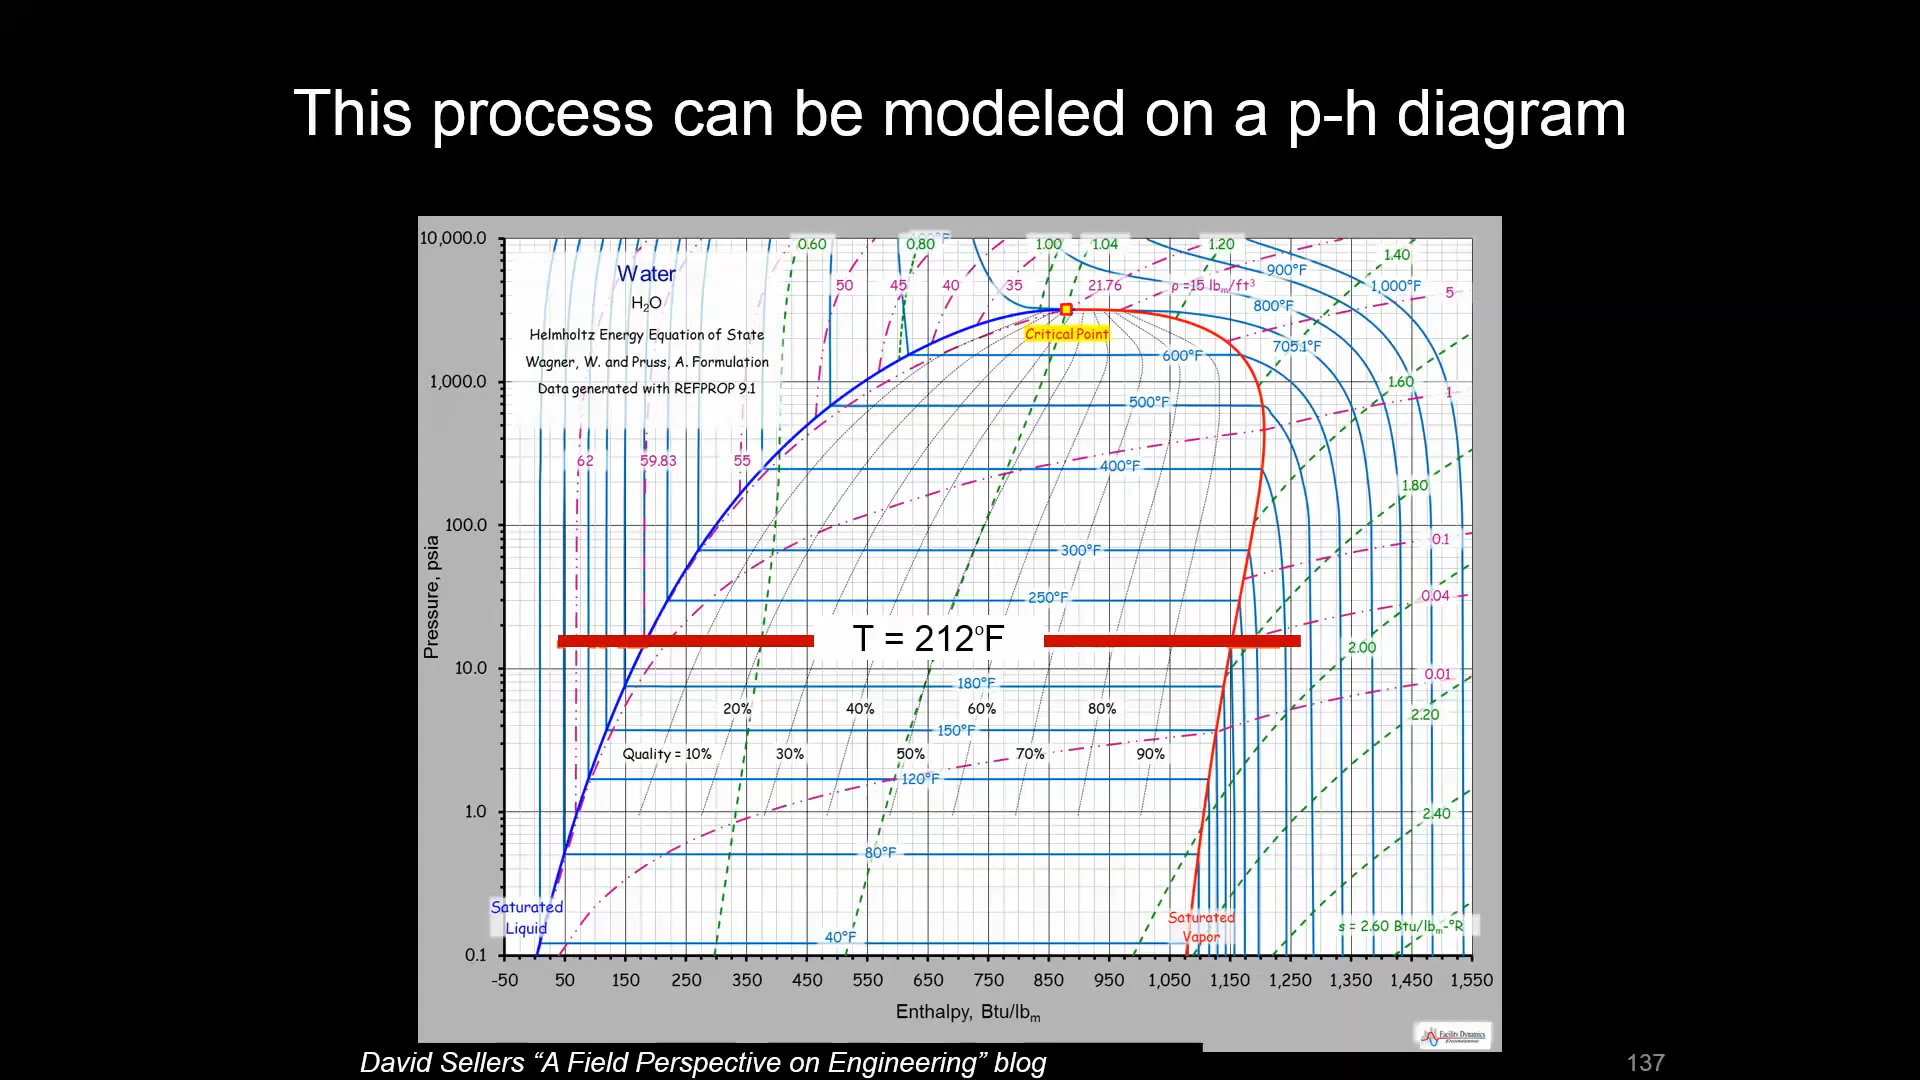 This process can be modeled on a p-h diagram
10,000.0
1,000.0
100.0
10.0
1.0
0.1
Pressure, psia
Water
H₂O
Helmholtz Energy Equation of State
Wagner, W. and Pruss, A. Formulation
Data generated with REFPROP 9.1
0.60
0.80
1.00
1.04
1.20
1.40
50
45
40
35
21.76
ρ =15 lbₘ/ft³
900°F
1,000°F
5
800°F
Critical Point
705.1°F
600°F
1.60
1
500°F
62
59.83
55
400°F
1.80
300°F
0.1
250°F
0.04
T = 212°F
2.00
0.01
180°F
20%
40%
60%
80%
2.20
150°F
Quality = 10%
30%
50%
70%
90%
120°F
2.40
80°F
Saturated
Liquid
Saturated
Vapor
s = 2.60 Btu/lbₘ-°R
40°F
-50
50
150
250
350
450
550
650
750
850
950
1,050
1,150
1,250
1,350
1,450
1,550
Enthalpy, Btu/lbₘ
Facility Dynamics
David Sellers “A Field Perspective on Engineering” blog
137